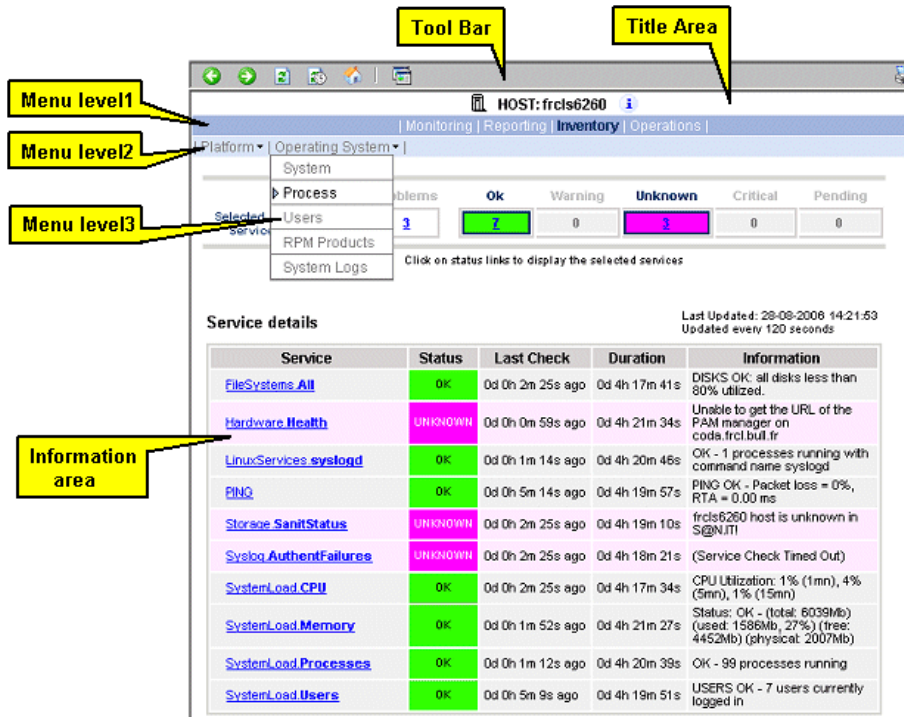 Tool Bar
Title Area
Menu level1
HOST: frcls6260 i
| Monitoring | Reporting | Inventory | Operations |
Menu level2
| Platform | Operating System |
System
Process
Users
RPM Products
System Logs
Menu level3
Selected
Ok Warning Unknown Critical Pending
3 7 0 3 0 0
Click on status links to display the selected services
Service details
Last Updated: 28-08-2006 14:21:53
Updated every 120 seconds
Service Status Last Check Duration Information
FileSystems.All OK 0d 0h 2m 25s ago 0d 4h 17m 41s DISKS OK: all disks less than
80% utilized.
Hardware.Health UNKNOWN 0d 0h 0m 59s ago 0d 4h 21m 34s Unable to get the URL of the
PAM manager on
coda.frcl.bull.fr
Information
area
LinuxServices.syslogd OK 0d 0h 1m 14s ago 0d 4h 20m 46s OK - 1 processes running with
command name syslogd
PING OK 0d 0h 5m 14s ago 0d 4h 19m 57s PING OK - Packet loss = 0%,
RTA = 0.00 ms
Storage.SanitStatus UNKNOWN 0d 0h 2m 25s ago 0d 4h 19m 10s frcls6260 host is unknown in
S@N.IT!
Syslog.AuthentFailures UNKNOWN 0d 0h 2m 25s ago 0d 4h 18m 21s (Service Check Timed Out)
SystemLoad.CPU OK 0d 0h 2m 25s ago 0d 4h 17m 34s CPU Utilization: 1% (1mn), 4%
(5mn), 1% (15mn)
SystemLoad.Memory OK 0d 0h 1m 52s ago 0d 4h 21m 27s Status: OK - (total: 6039Mb)
(used: 1586Mb, 27%) (free:
4452Mb) (physical: 2007Mb)
SystemLoad.Processes OK 0d 0h 1m 12s ago 0d 4h 20m 39s OK - 99 processes running
SystemLoad.Users OK 0d 0h 5m 9s ago 0d 4h 19m 51s USERS OK - 7 users currently
logged in